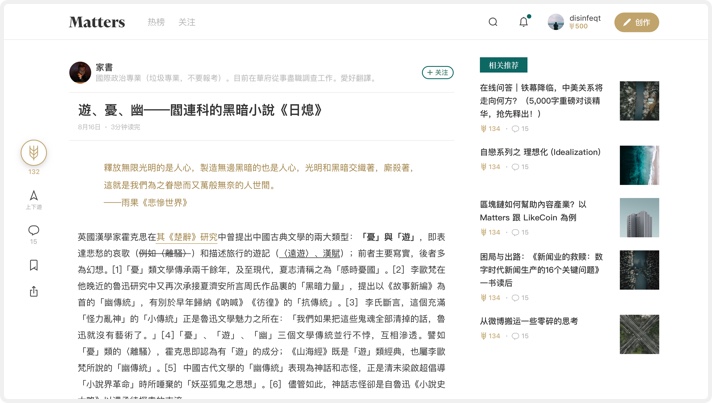 Matters
热榜
关注
disinfeqt
500
创作
家書
國際政治專業（垃圾專業，不要報考）。目前在華府從事盡職調查工作，愛好翻譯。
+ 关注
遊、憂、幽——閻連科的黑暗小說《日熄》
8月16日 · 3分钟读完
釋放無限光明的是人心，製造無邊黑暗的也是人心，光明和黑暗交織著，廝殺著，
這就是我們為之眷戀而又萬般無奈的人世間。
——雨果《悲慘世界》
英國漢學家霍克思在其《楚辭》研究中曾提出中國古典文學的兩大類型：「憂」與「遊」，即表
達悲愁的哀歌（例如〈離騷〉）和描述旅行的遊記（〈遠遊〉、漢賦）；前者主要寫實，後者多
為幻想。[1]「憂」類文學傳承兩千餘年，及至現代，夏志清稱之為「感時憂國」。[2] 李歐梵在
他晚近的魯迅研究中又再次承接夏濟安所言周氏作品裏的「黑暗力量」，提出以《故事新編》為
首的「幽傳統」，有別於早年歸納《吶喊》《彷徨》的「抗傳統」。[3] 李氏斷言，這個充滿
「怪力亂神」的「小傳統」正是魯迅文學魅力之所在：「我們如果把這些鬼魂全部清掉的話，魯
迅就沒有藝術了。」[4]「憂」、「遊」、「幽」三個文學傳統並行不悖，互相滲透。譬如
「憂」類的〈離騷〉，霍克思即認為有「遊」的成分；《山海經》既是「遊」類經典，也屬李歐
梵所說的「幽傳統」。[5] 中國古代文學的「幽傳統」表現為神話和志怪，正是清末梁啟超倡導
「小說界革命」時所唾棄的「妖巫狐鬼之思想」。[6] 儘管如此，神話志怪卻是自魯迅《小說史
132
上下滚
15
相关推荐
在线问答｜铁幕降临，中美关系将
走向何方？（5,000字重磅对谈精
华，抢先释出！）
134 · 15
自戀系列之 理想化 (Idealization)
134 · 15
區塊鏈如何幫助內容產業？以
Matters 跟 LikeCoin 為例
134 · 15
困局与出路：《新闻业的救赎：数
字时代新闻生产的16个关键问题》
一书读后
134 · 15
从微博搬运一些零碎的思考
134 · 15